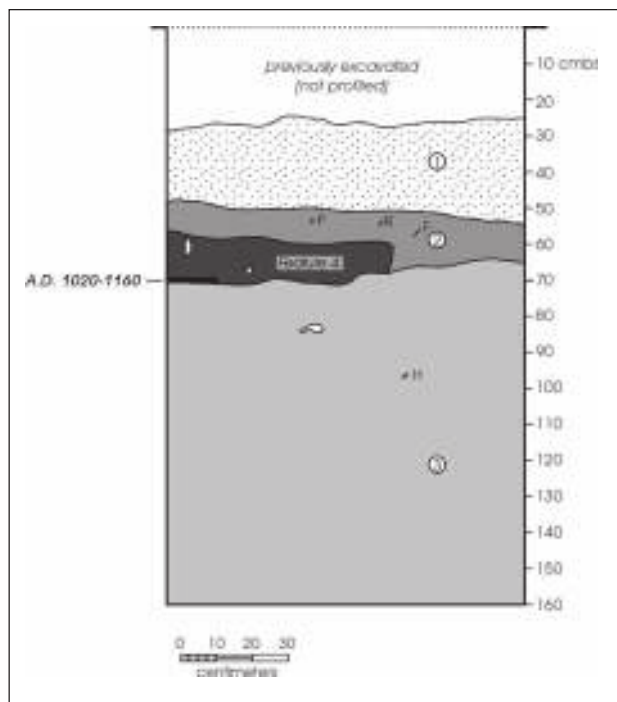 previously excavated
(not profiled)
10 cmbs
20
30
①
40
50
P
R
F
②
60
Feature 4
A.D. 1020-1160
70
80
90
H
100
110
③
120
130
140
150
160
0 10 20 30
centimeters